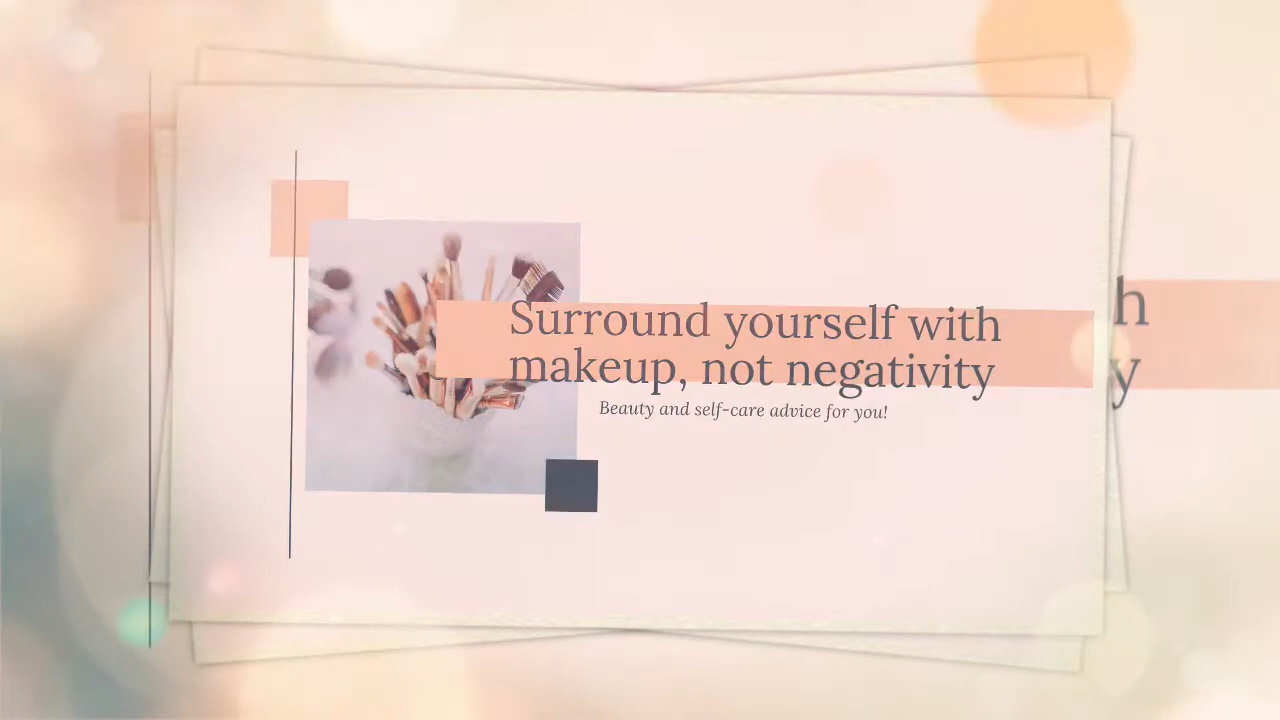 Surround yourself with
makeup, not negativity
Beauty and self-care advice for you!
h
y